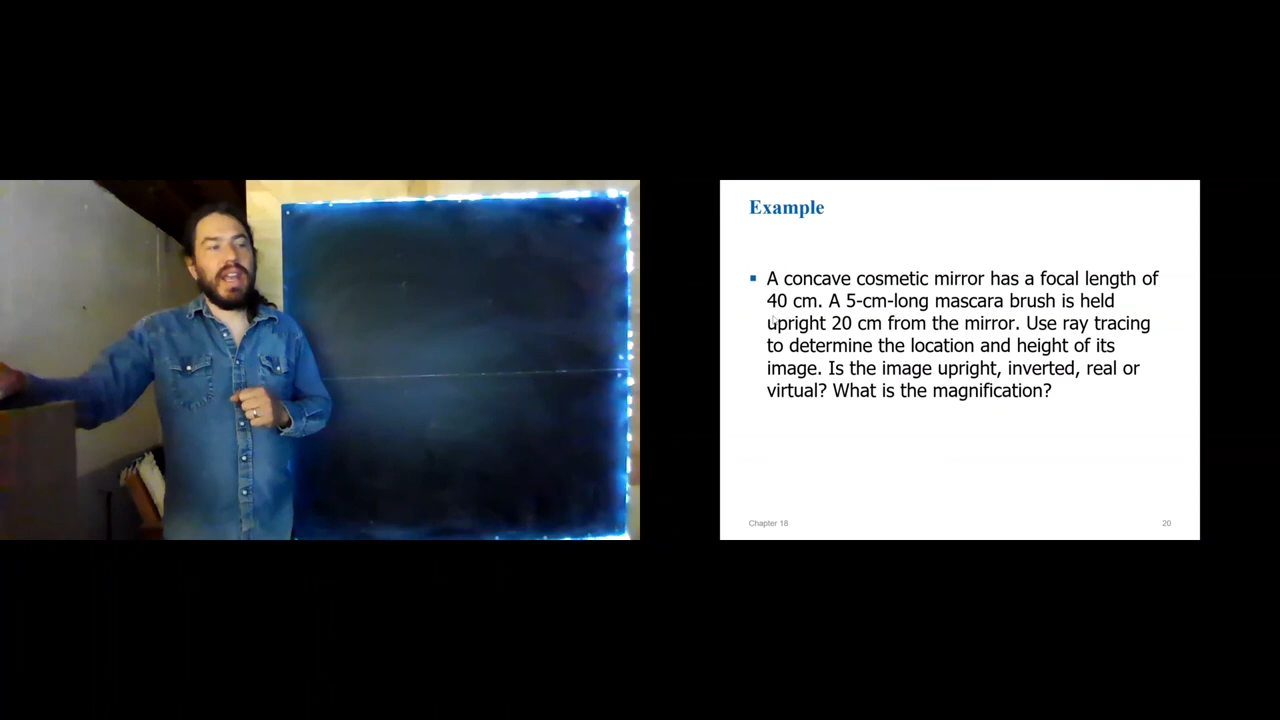 Example
▪ A concave cosmetic mirror has a focal length of
40 cm. A 5-cm-long mascara brush is held
upright 20 cm from the mirror. Use ray tracing
to determine the location and height of its
image. Is the image upright, inverted, real or
virtual? What is the magnification?
Chapter 18
20